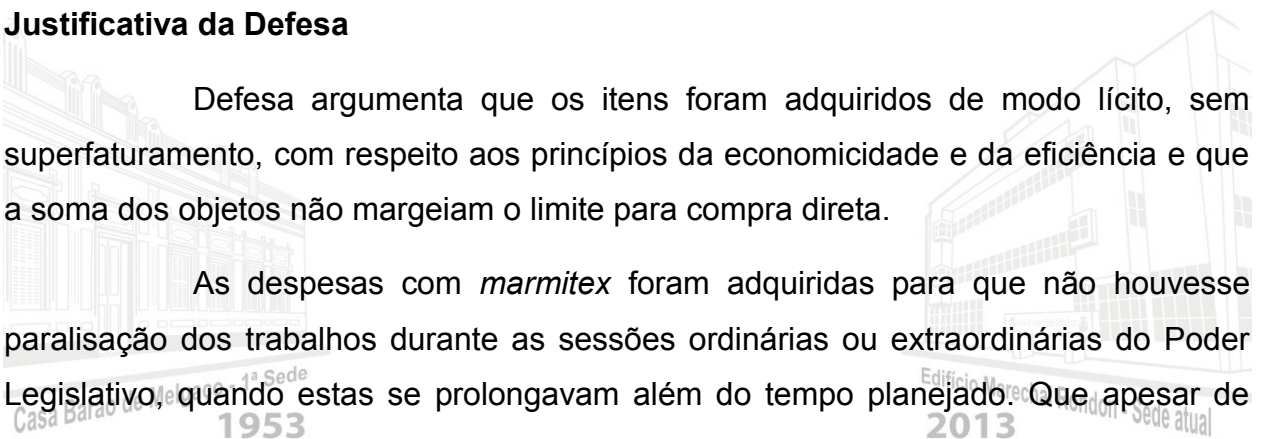 Justificativa da Defesa
Defesa argumenta que os itens foram adquiridos de modo lícito, sem
superfaturamento, com respeito aos princípios da economicidade e da eficiência e que
a soma dos objetos não margeiam o limite para compra direta.
As despesas com marmitex foram adquiridas para que não houvesse
paralisação dos trabalhos durante as sessões ordinárias ou extraordinárias do Poder
Legislativo, quando estas se prolongavam além do tempo planejado. Que apesar de
Casa Barão de Melgaço - 1ª Sede
1953
Edifício Marechal Rondon - Sede atual
2013